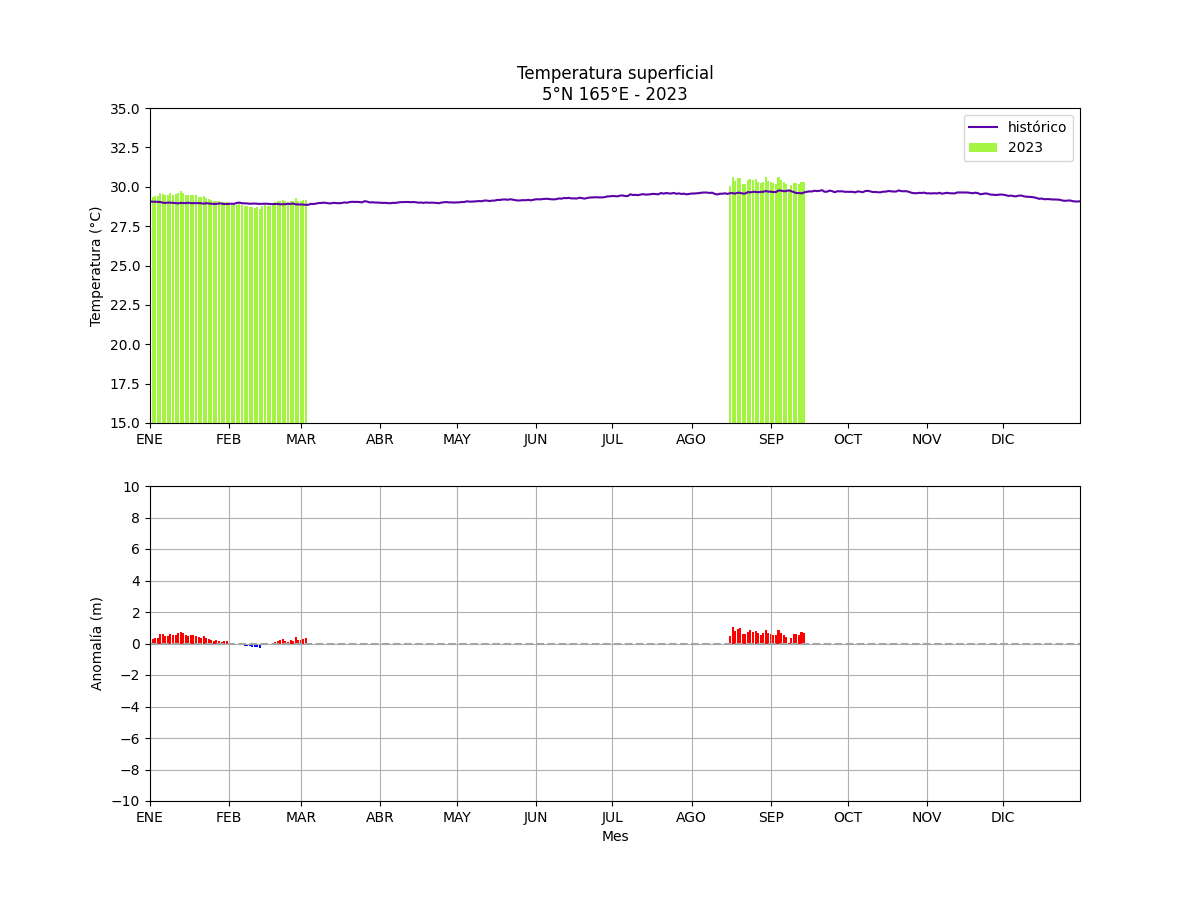 Temperatura superficial
5°N 165°E - 2023
35.0
32.5
30.0
27.5
25.0
22.5
20.0
17.5
15.0
Temperatura (°C)
histórico
2023
ENE FEB MAR ABR MAY JUN JUL AGO SEP OCT NOV DIC
10
8
6
4
2
0
−2
−4
−6
−8
−10
Anomalía (m)
ENE FEB MAR ABR MAY JUN JUL AGO SEP OCT NOV DIC
Mes